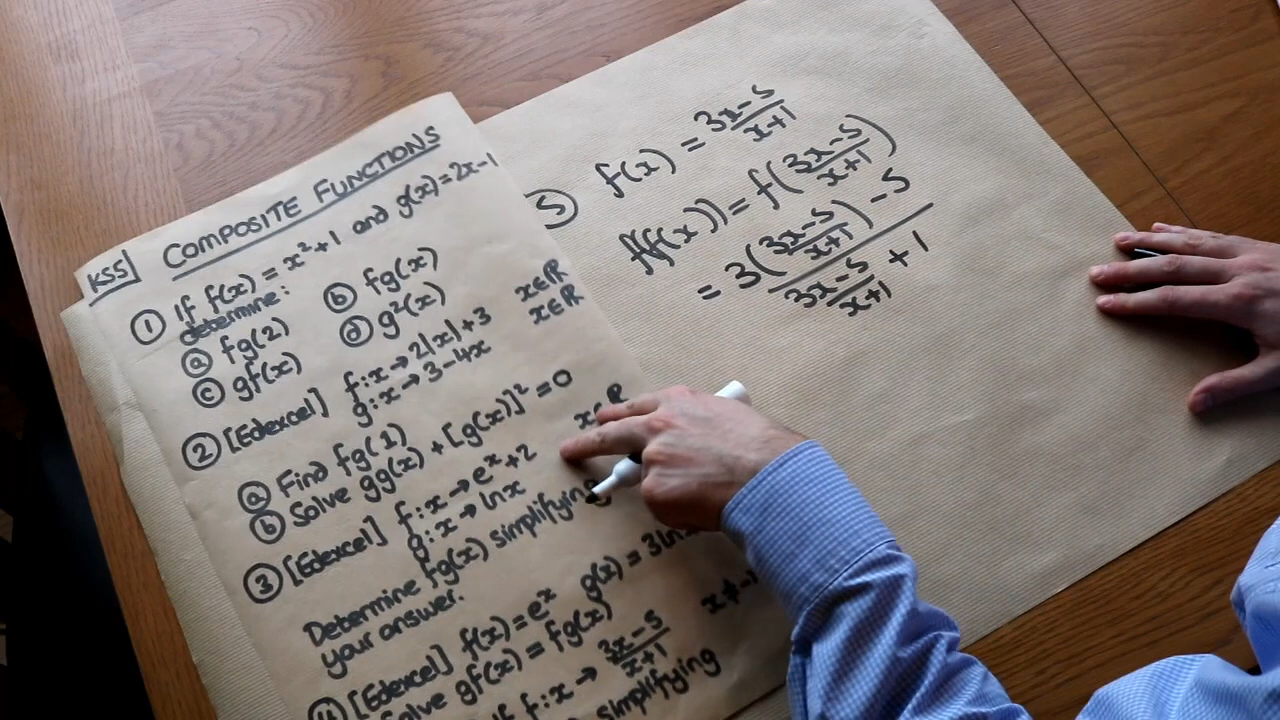 KS5 COMPOSITE FUNCTIONS
① If f(x) = x²+1 and g(x) = 2x-1
determine:
ⓐ fg(2) ⓑ fg(x)
ⓒ gf(x) ⓓ g²(x)
② [Edexcel] f: x → 2|x| + 3 x∈ℝ
g: x → 3-4x x∈ℝ
ⓐ Find fg(1)
ⓑ Solve gg(x) + [g(x)]² = 0
③ [Edexcel] f: x → eˣ+2 x∈ℝ
g: x → ln x
Determine fg(x) simplifying
your answer.
④ [Edexcel] f(x) = eˣ g(x) = 3ln
Solve gf(x) = fg(x)
If f: x → (3x-5)/(x+1) x≠-1
simplifying
⑤ f(x) = (3x-5)/(x+1)
f(f(x)) = f((3x-5)/(x+1))
= (3((3x-5)/(x+1)) - 5)/((3x-5)/(x+1) + 1)